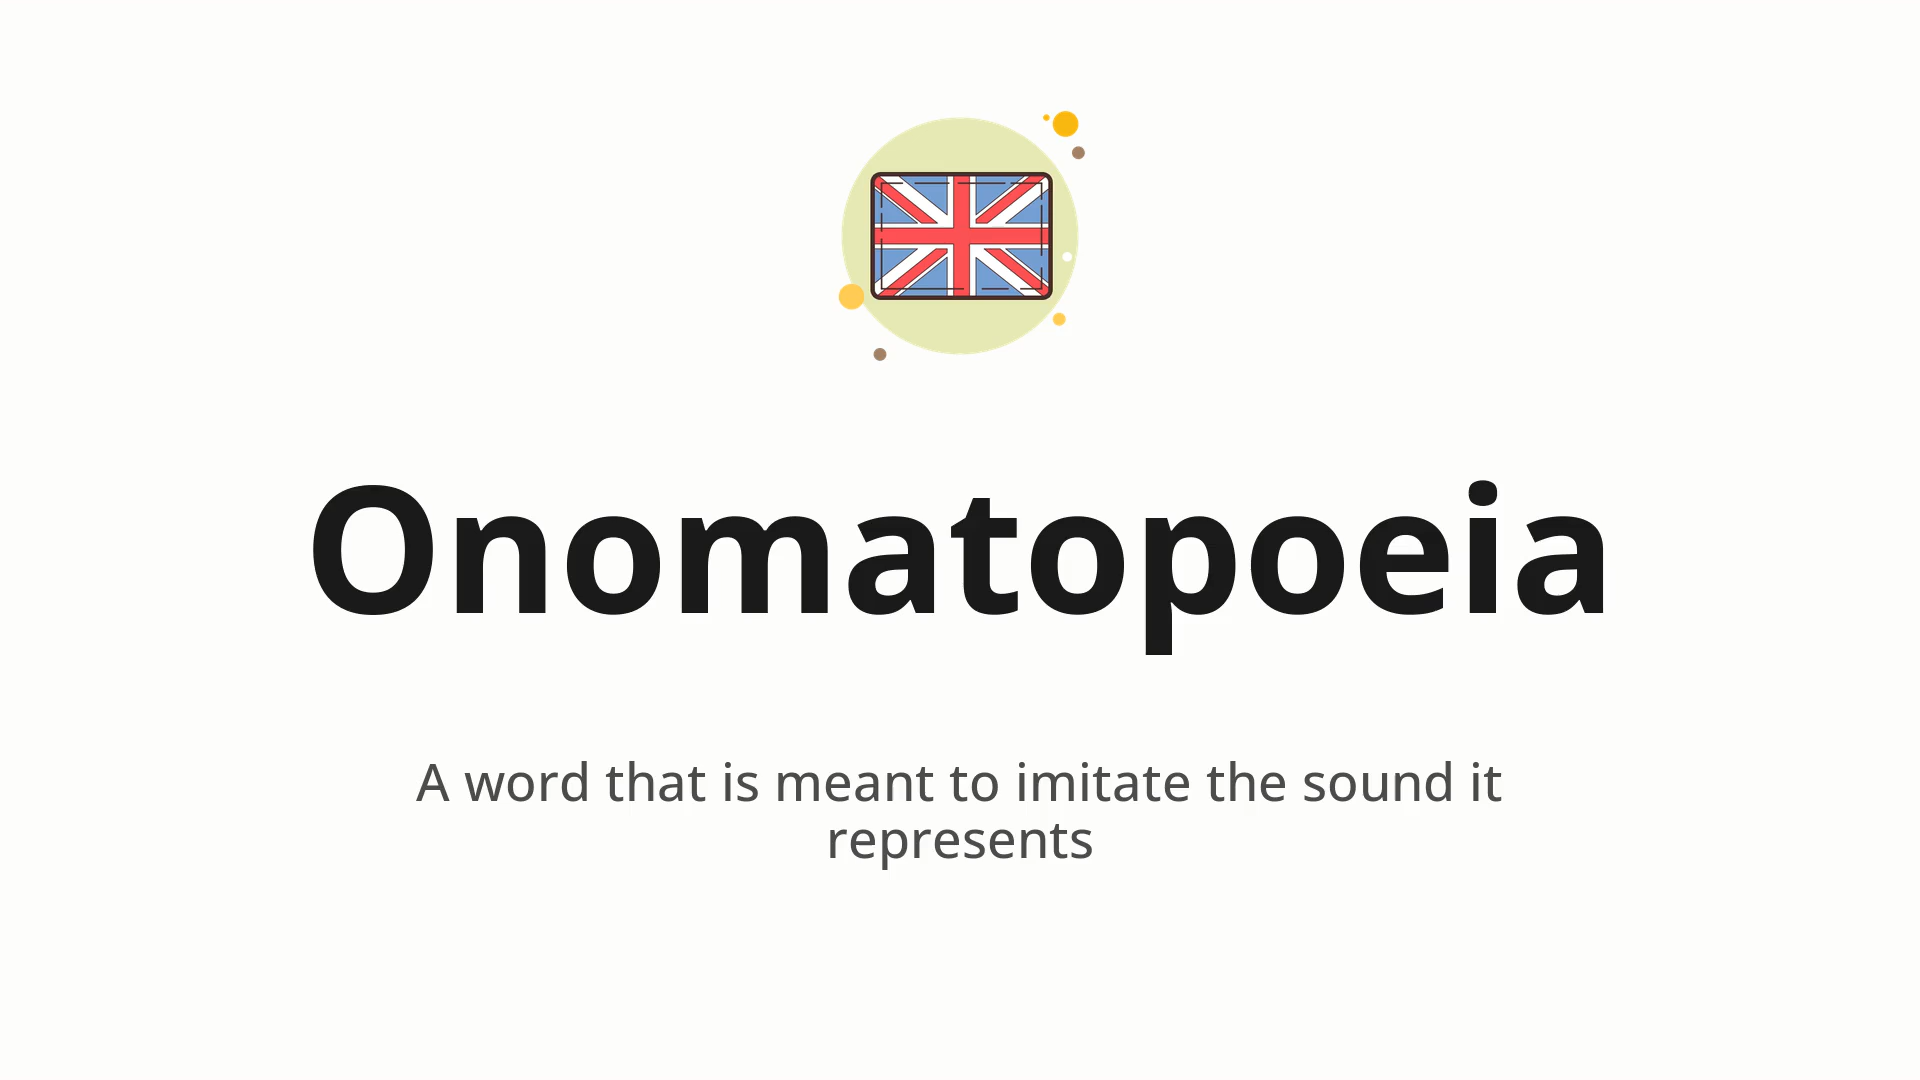 Onomatopoeia
A word that is meant to imitate the sound it
represents